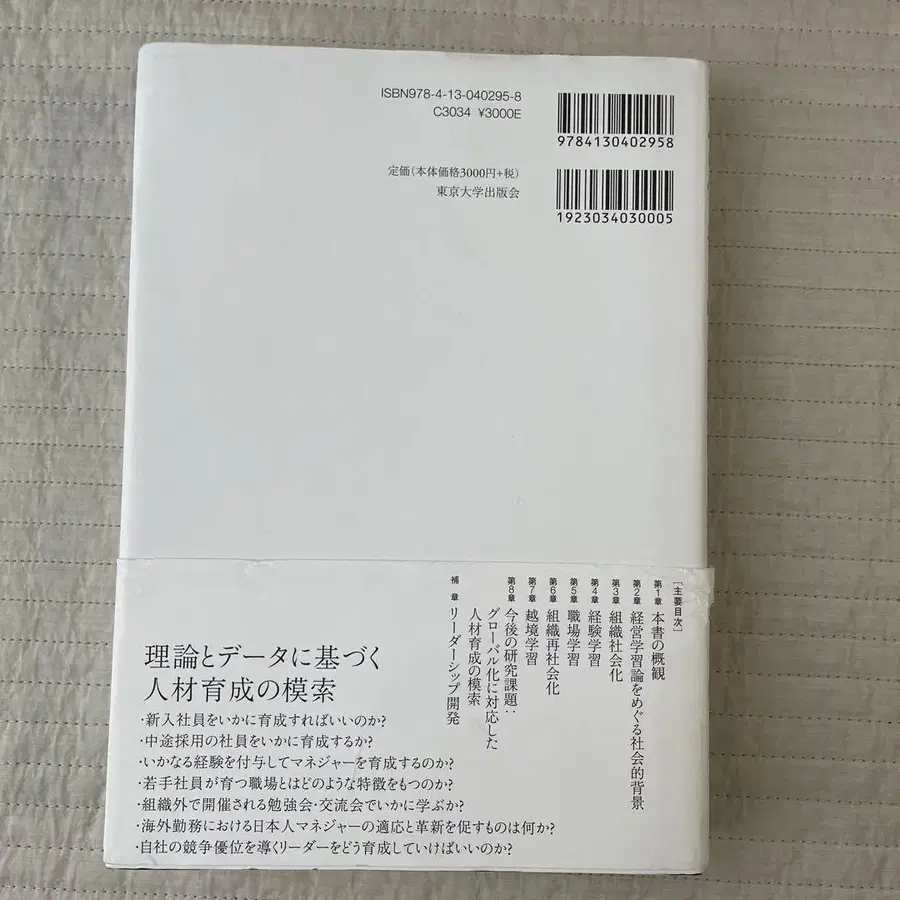 ISBN978-4-13-040295-8
C3034 ¥3000E
9784130402958
定価（本体価格3000円+税）
東京大学出版会
1923034030005
［主要目次］
第1章 本書の概観
第2章 経営学習論をめぐる社会的背景
第3章 組織社会化
第4章 経験学習
第5章 職場学習
第6章 組織再社会化
第7章 越境学習
第8章 今後の研究課題：
グローバル化に対応した
人材育成の模索
補 章 リーダーシップ開発
理論とデータに基づく
人材育成の模索
・新入社員をいかに育成すればいいのか?
・中途採用の社員をいかに育成するか?
・いかなる経験を付与してマネジャーを育成するのか?
・若手社員が育つ職場とはどのような特徴をもつのか?
・組織外で開催される勉強会・交流会でいかに学ぶか?
・海外勤務における日本人マネジャーの適応と革新を促すものは何か?
・自社の競争優位を導くリーダーをどう育成していけばいいのか?